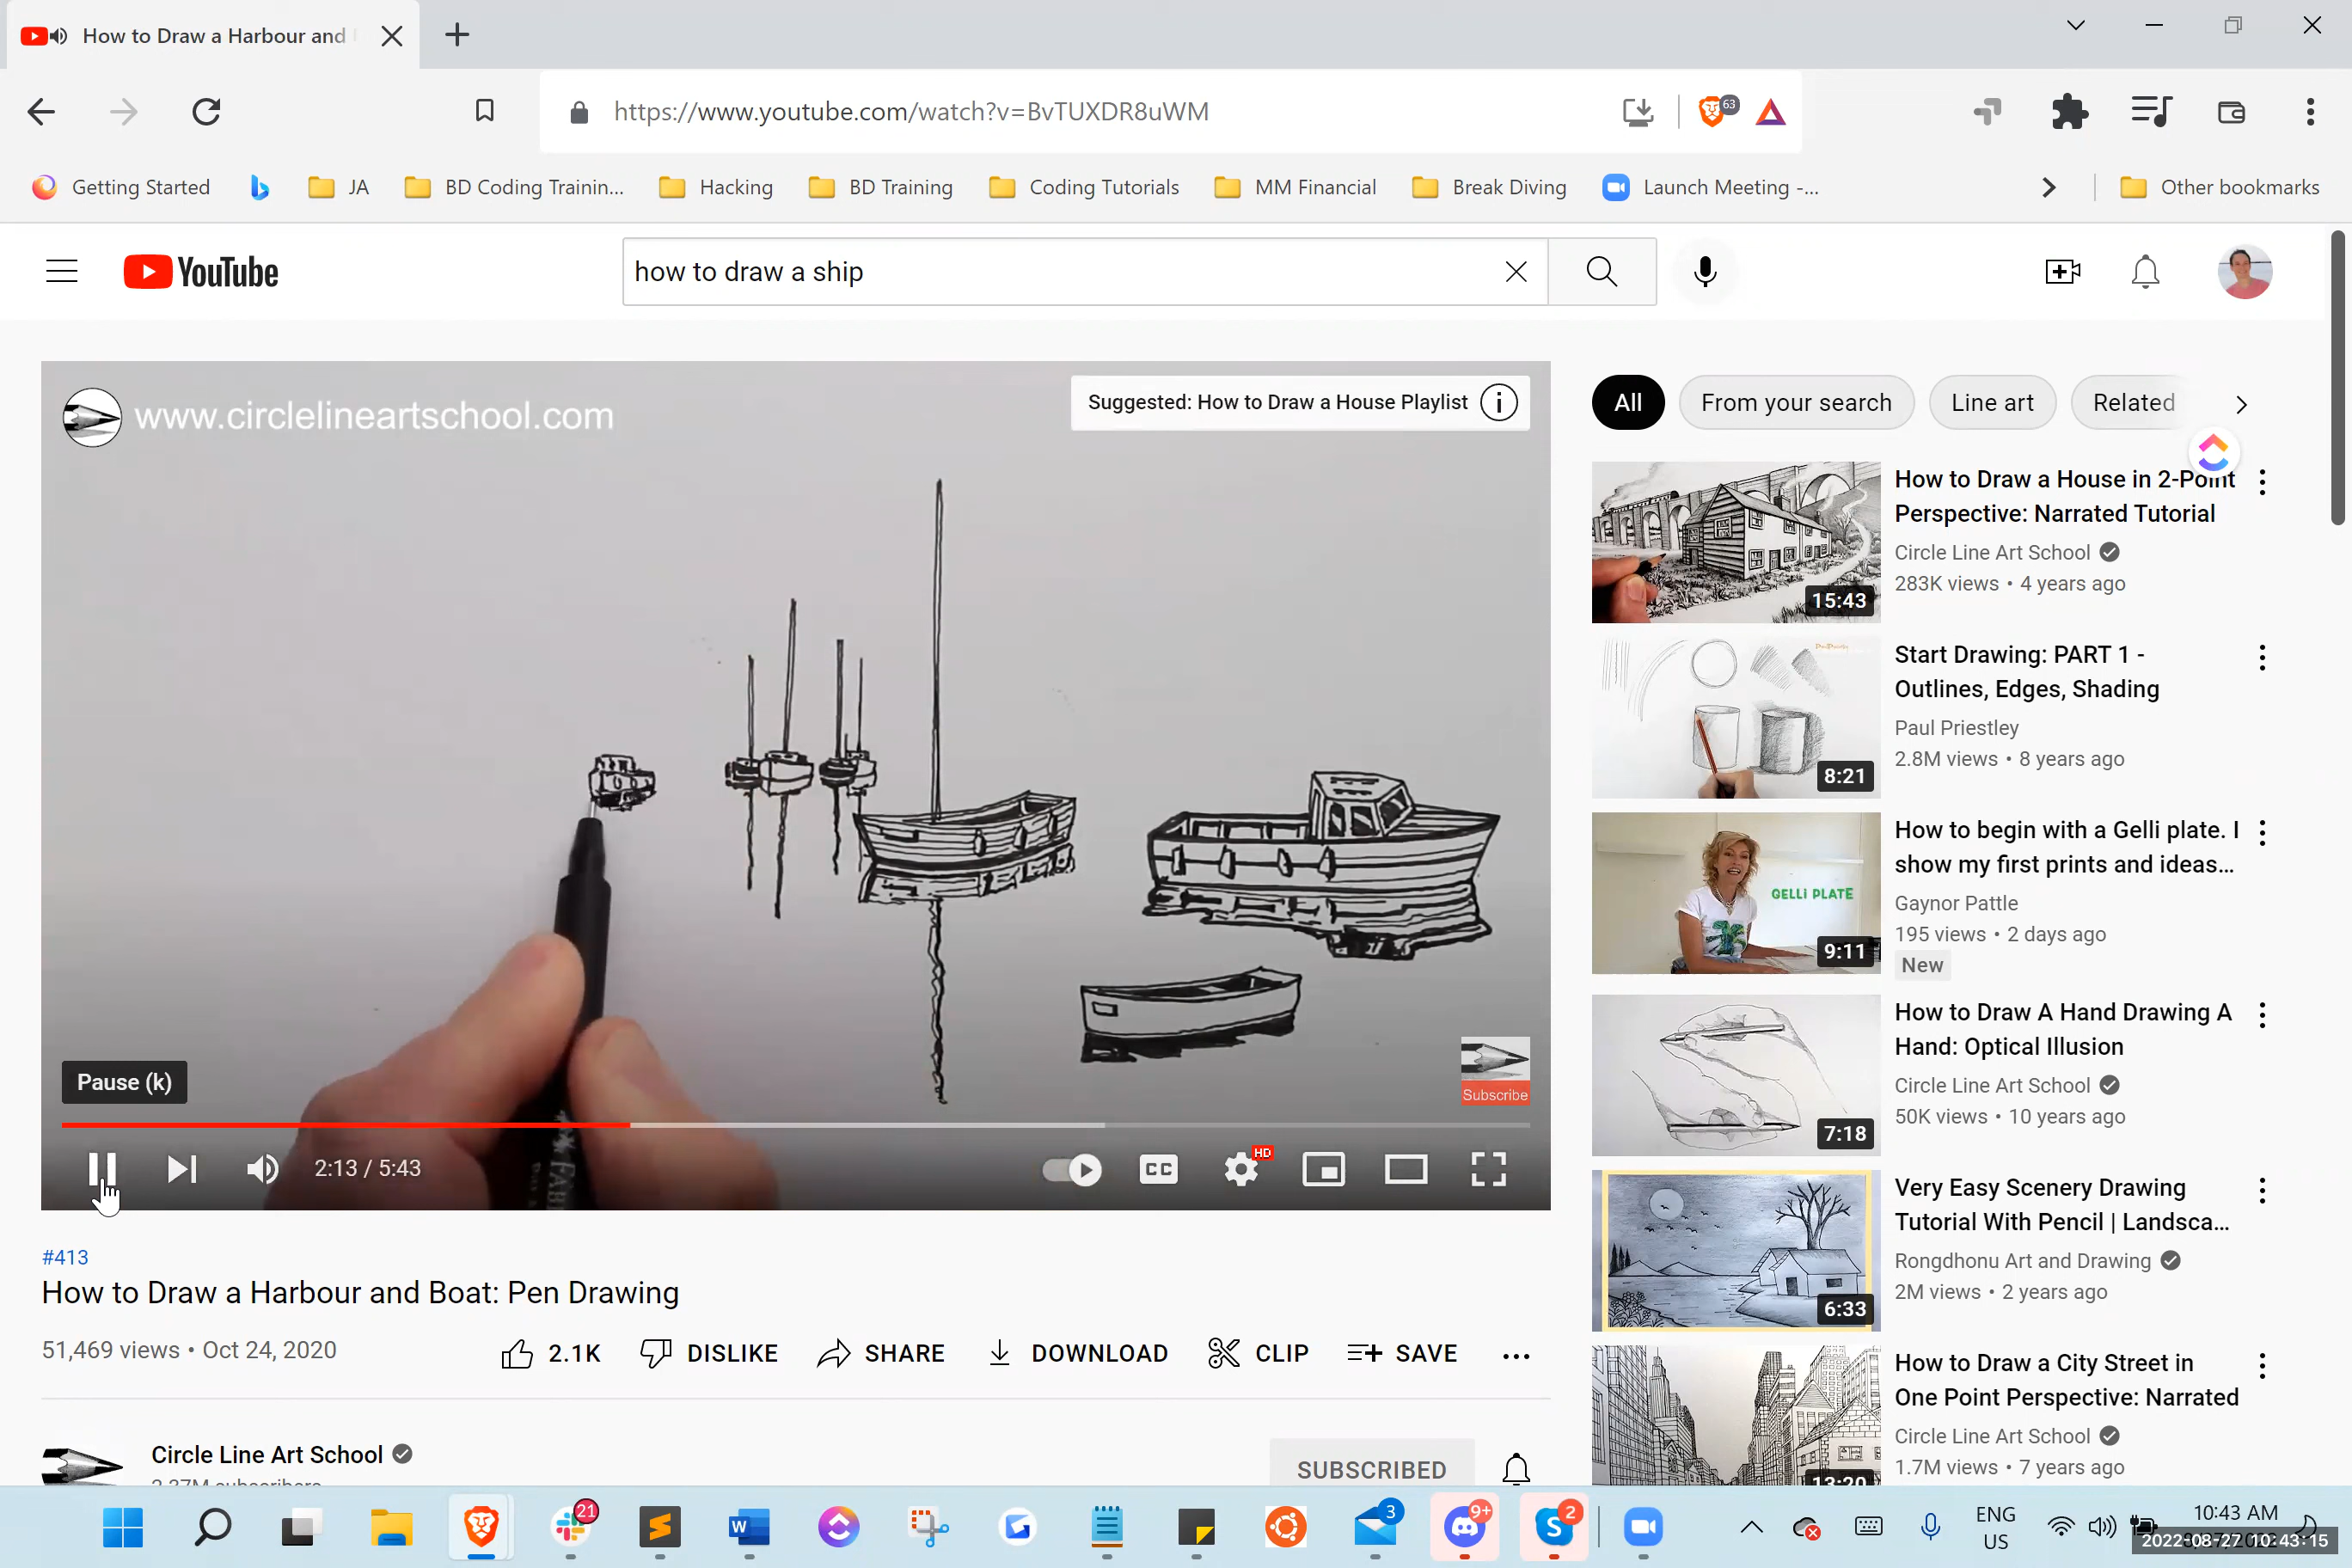 How to Draw a Harbour and
https://www.youtube.com/watch?v=BvTUXDR8uWM
63
Getting Started
JA
BD Coding Trainin...
Hacking
BD Training
Coding Tutorials
MM Financial
Break Diving
Launch Meeting -...
Other bookmarks
YouTube
how to draw a ship
www.circlelineartschool.com
Suggested: How to Draw a House Playlist
Subscribe
Pause (k)
2:13 / 5:43
CC
HD
#413
How to Draw a Harbour and Boat: Pen Drawing
51,469 views • Oct 24, 2020
2.1K
DISLIKE
SHARE
DOWNLOAD
CLIP
SAVE
Circle Line Art School
SUBSCRIBED
All
From your search
Line art
Related
15:43
How to Draw a House in 2-Point
Perspective: Narrated Tutorial
Circle Line Art School
283K views • 4 years ago
8:21
Start Drawing: PART 1 -
Outlines, Edges, Shading
Paul Priestley
2.8M views • 8 years ago
GELLI PLATE
9:11
How to begin with a Gelli plate. I
show my first prints and ideas...
Gaynor Pattle
195 views • 2 days ago
New
7:18
How to Draw A Hand Drawing A
Hand: Optical Illusion
Circle Line Art School
50K views • 10 years ago
6:33
Very Easy Scenery Drawing
Tutorial With Pencil | Landsca...
Rongdhonu Art and Drawing
2M views • 2 years ago
13:20
How to Draw a City Street in
One Point Perspective: Narrated
Circle Line Art School
1.7M views • 7 years ago
21
W
3
9+
S
2
ENG
US
10:43 AM
2022-08-27 10:43:15